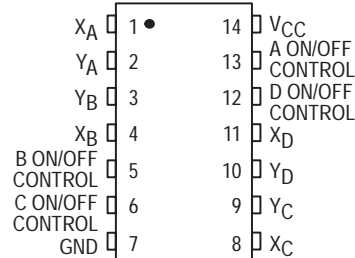 XA 1 14 VCC
YA 2 13 A ON/OFF CONTROL
YB 3 12 D ON/OFF CONTROL
XB 4 11 XD
B ON/OFF CONTROL 5 10 YD
C ON/OFF CONTROL 6 9 YC
GND 7 8 XC